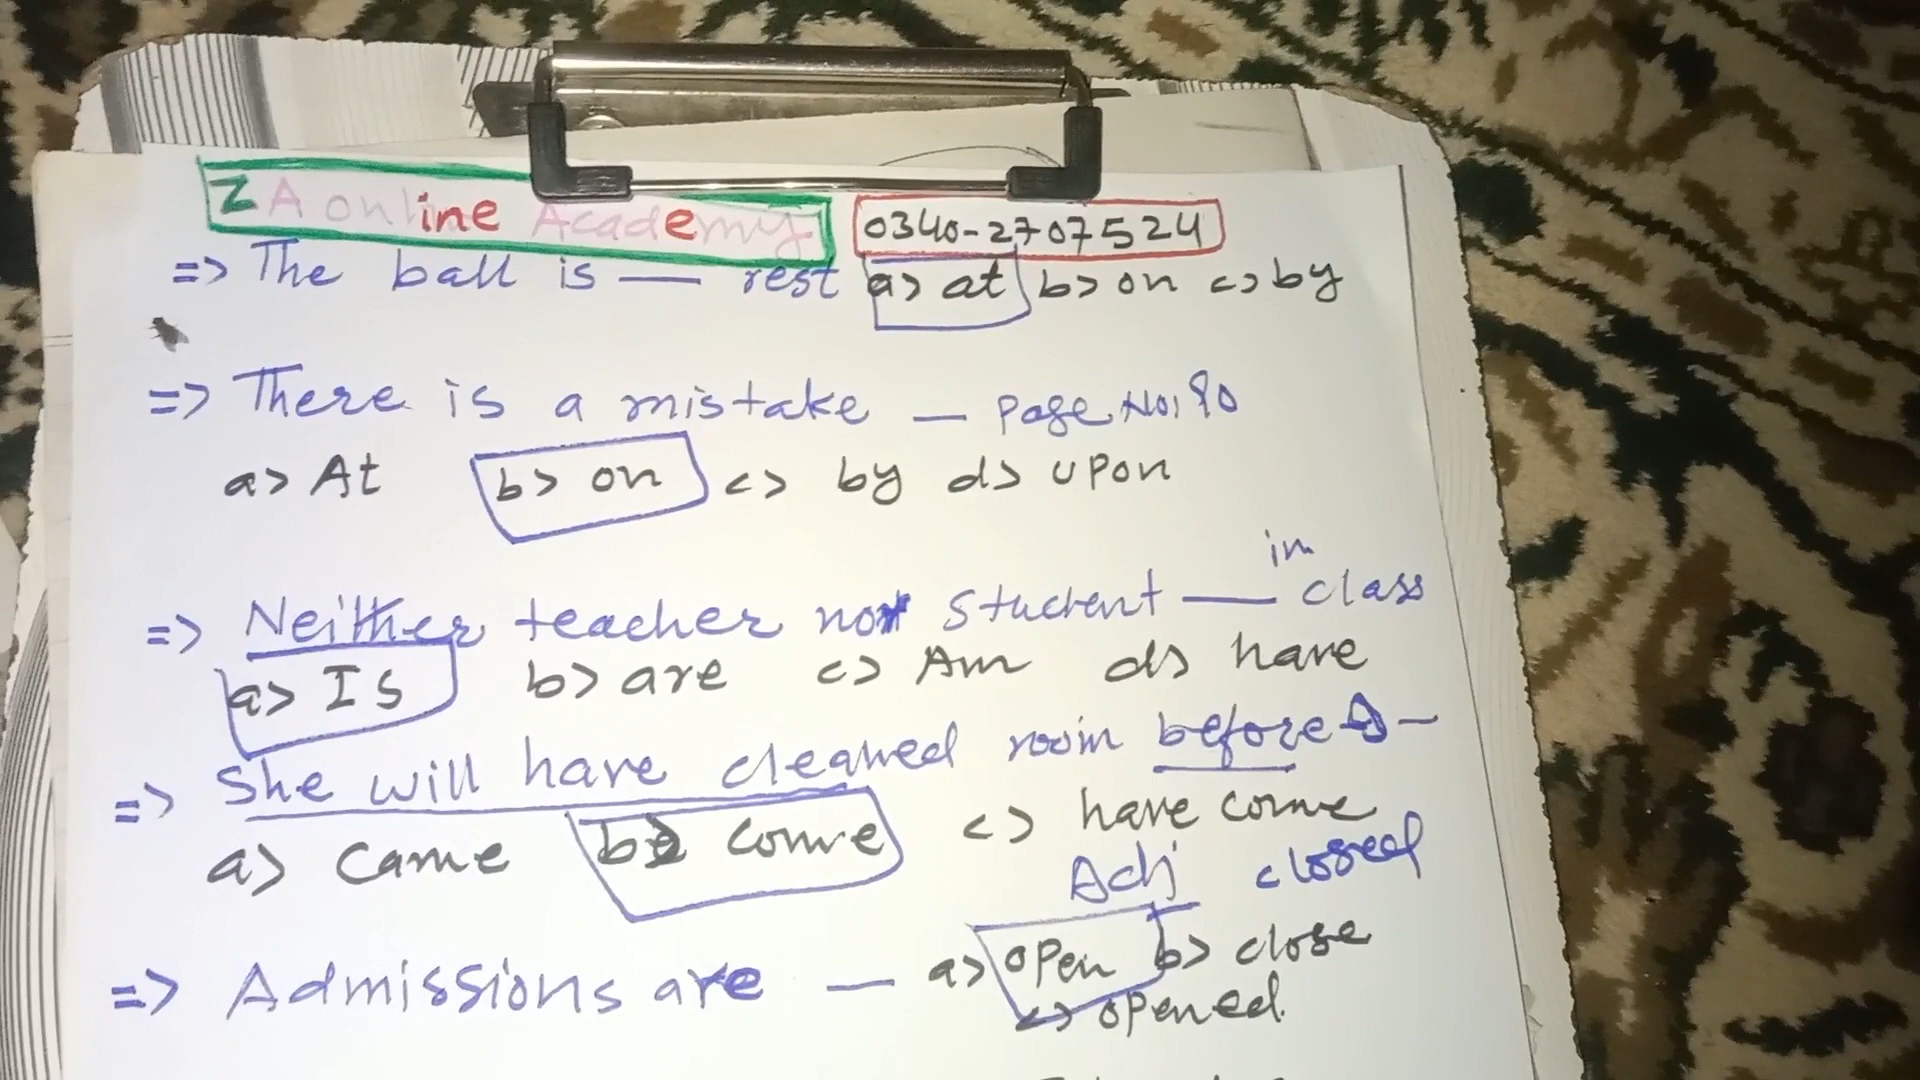 ZA online Academy 0340-2707524
=> The ball is — rest a> at b> on c> by
=> There is a mistake — Page No: 90
a> At b> on c> by d> upon
in
=> Neither teacher nor student — class
a> Is b> are c> Am d> have
=> She will have cleaned room before —
a> Came b> come c> have come
Adj closed
=> Admissions are — a> open b> close
c> opened